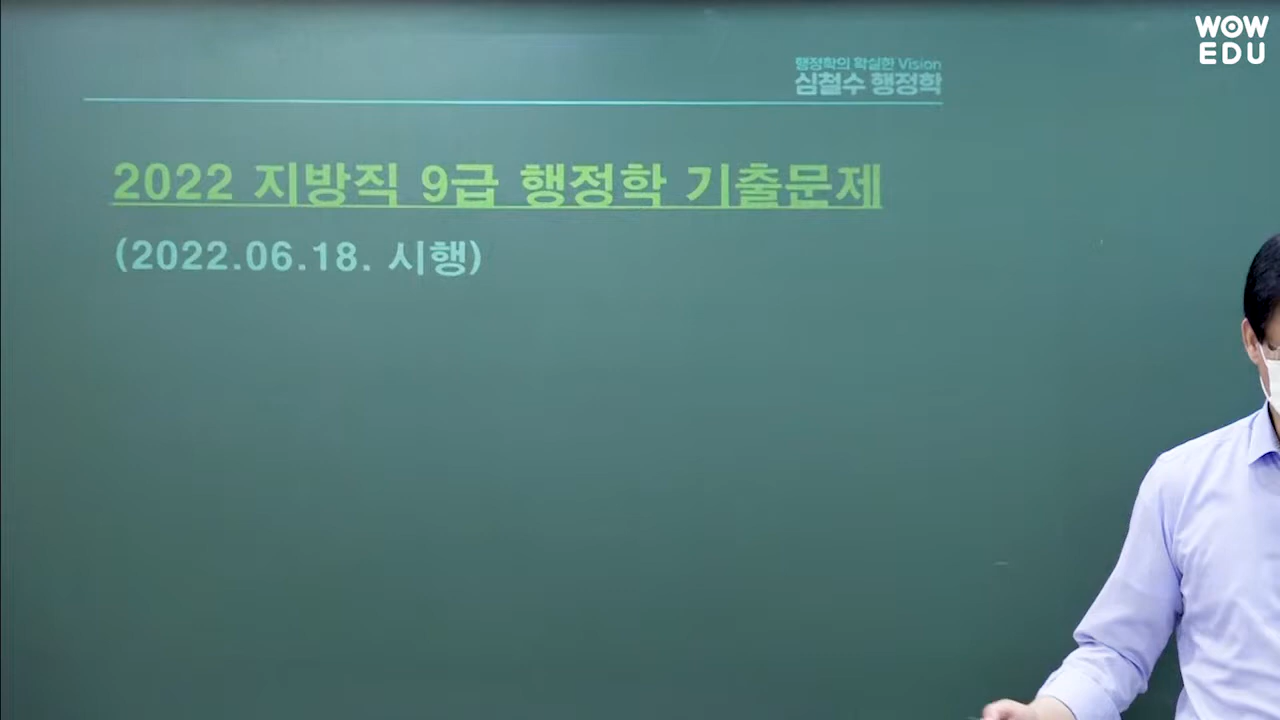 WOW
EDU
행정학의 확실한 Vision
심철수 행정학
2022 지방직 9급 행정학 기출문제
(2022.06.18. 시행)